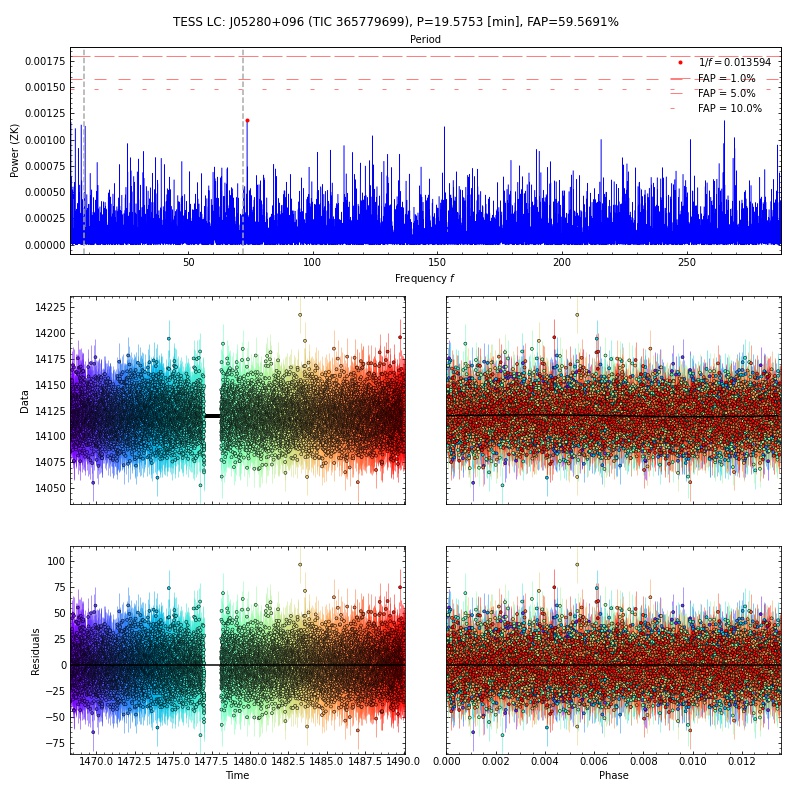 TESS LC: J05280+096 (TIC 365779699), P=19.5753 [min], FAP=59.5691%
Period
Power (ZK)
0.00175
0.00150
0.00125
0.00100
0.00075
0.00050
0.00025
0.00000
1/f = 0.013594
FAP = 1.0%
FAP = 5.0%
FAP = 10.0%
50 100 150 200 250
Frequency f
Data
14225
14200
14175
14150
14125
14100
14075
14050
Residuals
100
75
50
25
0
−25
−50
−75
1470.0 1472.5 1475.0 1477.5 1480.0 1482.5 1485.0 1487.5 1490.0
Time
0.000 0.002 0.004 0.006 0.008 0.010 0.012
Phase